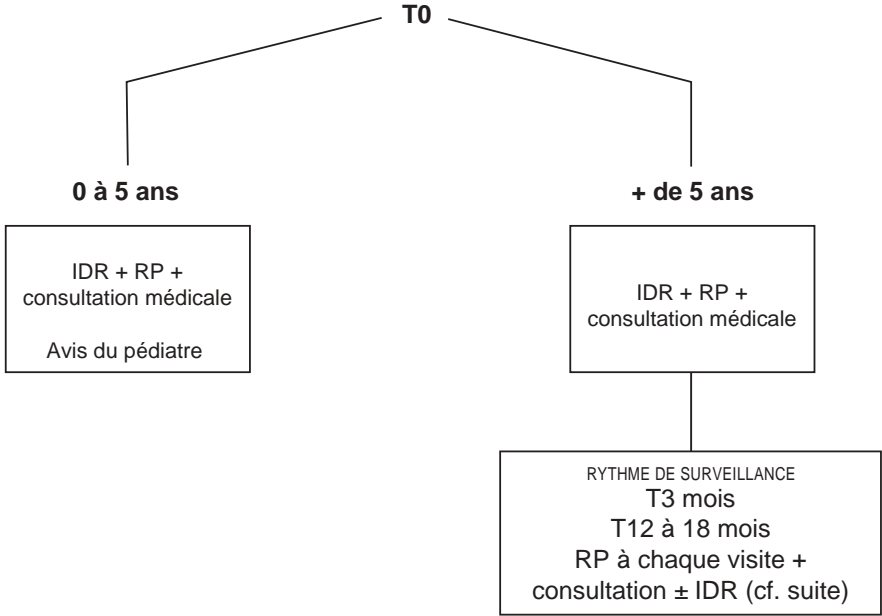 T0
0 à 5 ans
IDR + RP +
consultation médicale
Avis du pédiatre
+ de 5 ans
IDR + RP +
consultation médicale
RYTHME DE SURVEILLANCE
T3 mois
T12 à 18 mois
RP à chaque visite +
consultation ± IDR (cf. suite)